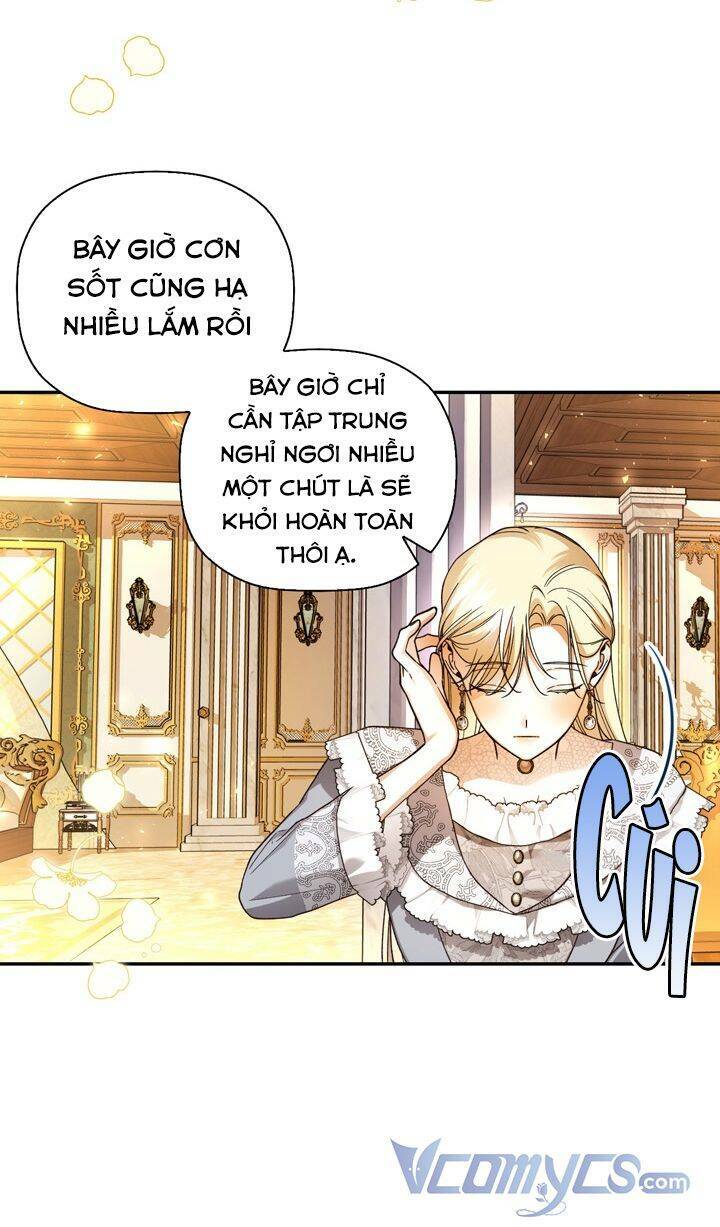 BÂY GIỜ CƠN
SỐT CŨNG HẠ
NHIỀU LẮM RỒI
BÂY GIỜ CHỈ
CẦN TẬP TRUNG
NGHỈ NGƠI NHIỀU
MỘT CHÚT LÀ SẼ
KHỎI HOÀN TOÀN
THÔI Ạ.
CÚI
VCOMYCS.com